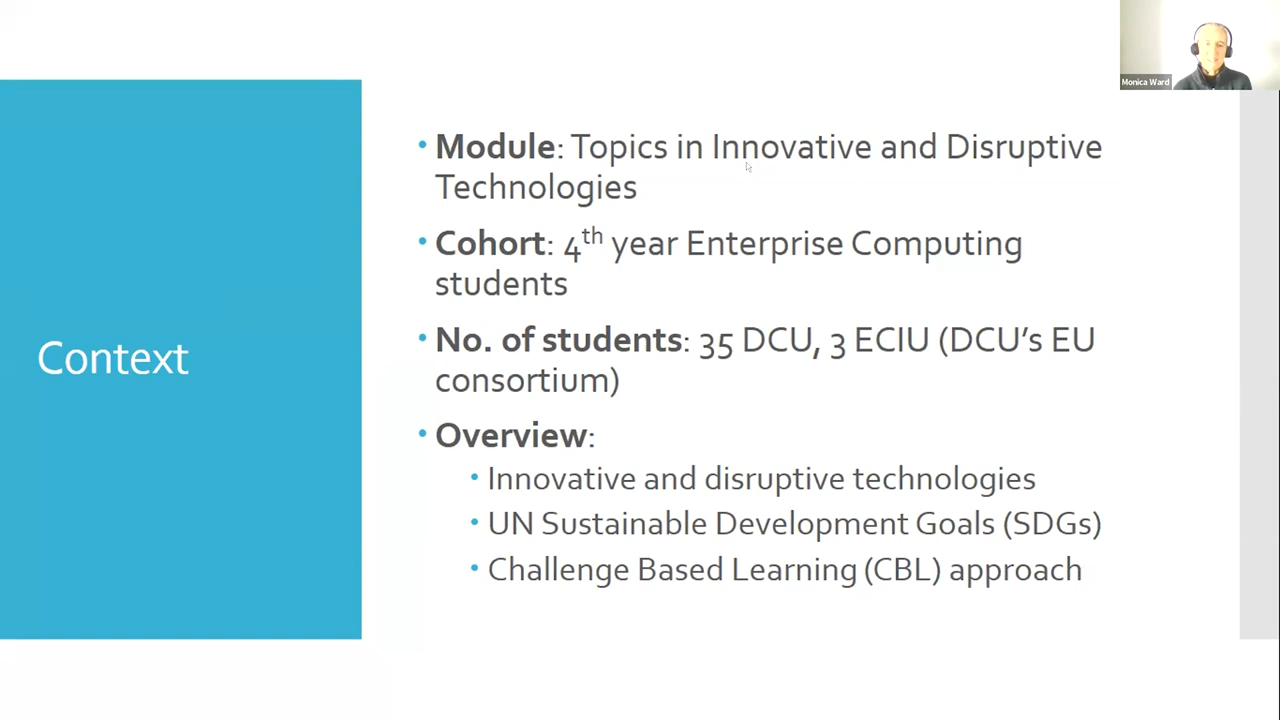 Monica Ward
Context
• Module: Topics in Innovative and Disruptive
Technologies
• Cohort: 4th year Enterprise Computing
students
• No. of students: 35 DCU, 3 ECIU (DCU's EU
consortium)
• Overview:
• Innovative and disruptive technologies
• UN Sustainable Development Goals (SDGs)
• Challenge Based Learning (CBL) approach